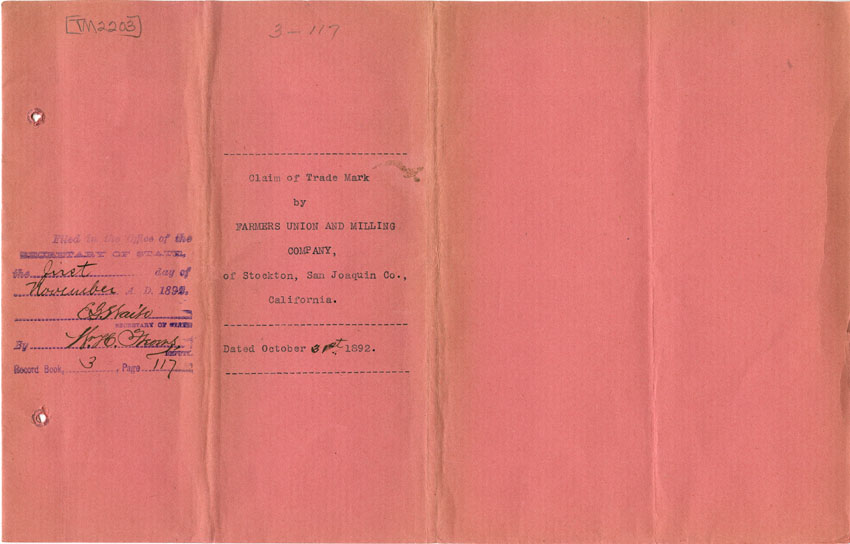 [TM2203]
3-117
Claim of Trade Mark
by
FARMERS UNION AND MILLING
COMPANY,
of Stockton, San Joaquin Co.,
California.
Dated October 31st. 1892.
Filed in the Office of the
SECRETARY OF STATE,
the first day of
November A. D. 1892.
E G Waite
SECRETARY OF STATE
By W. H.
DEPUTY.
Record Book, 3, Page 117